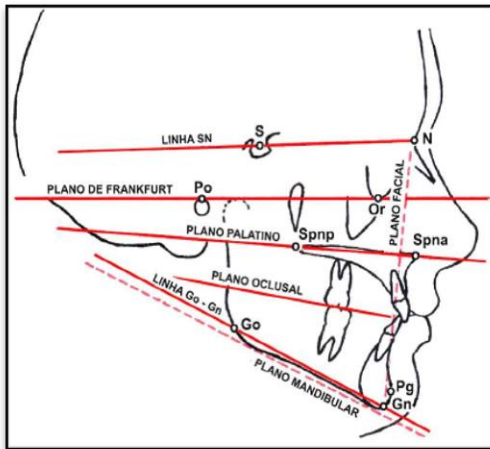 LINHA SN
S
N
PLANO DE FRANKFURT
Po
Or
PLANO FACIAL
PLANO PALATINO
Spnp
Spna
PLANO OCLUSAL
LINHA Go - Gn
Go
PLANO MANDIBULAR
Pg
Gn